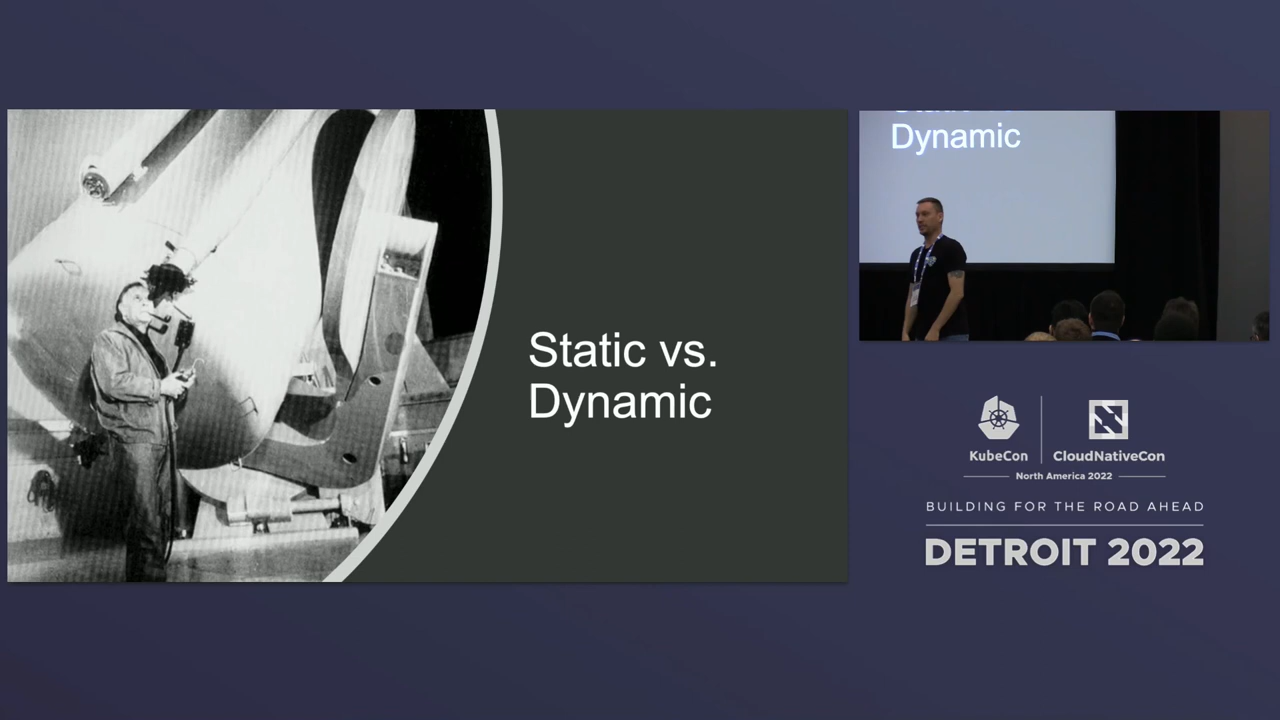 Static vs.
Dynamic
Dynamic
KubeCon
CloudNativeCon
North America 2022
BUILDING FOR THE ROAD AHEAD
DETROIT 2022